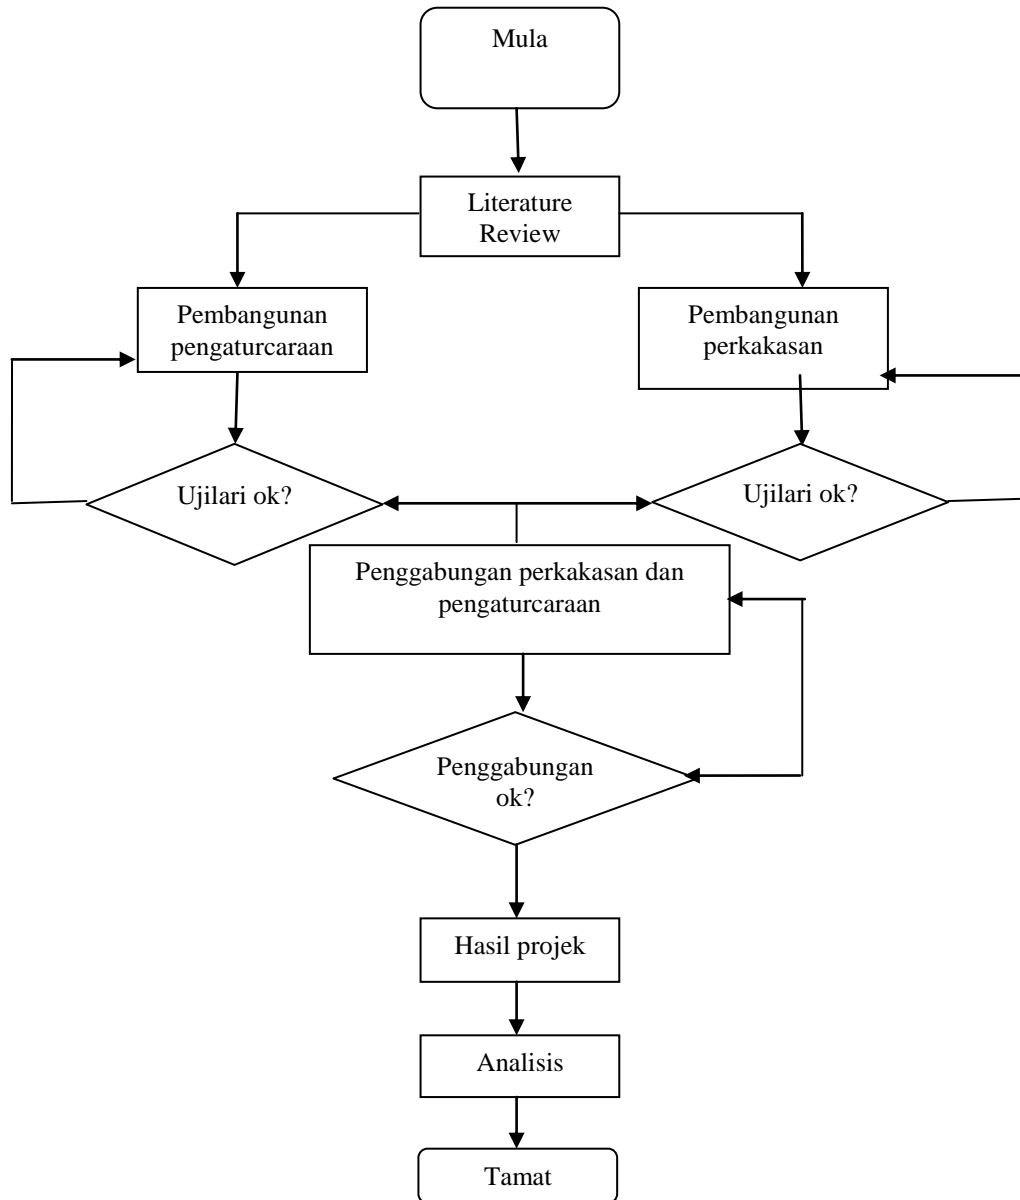 Mula
Literature
Review
Pembangunan
pengaturcaraan
Pembangunan
perkakasan
Ujilari ok?
Ujilari ok?
Penggabungan perkakasan dan
pengaturcaraan
Penggabungan
ok?
Hasil projek
Analisis
Tamat